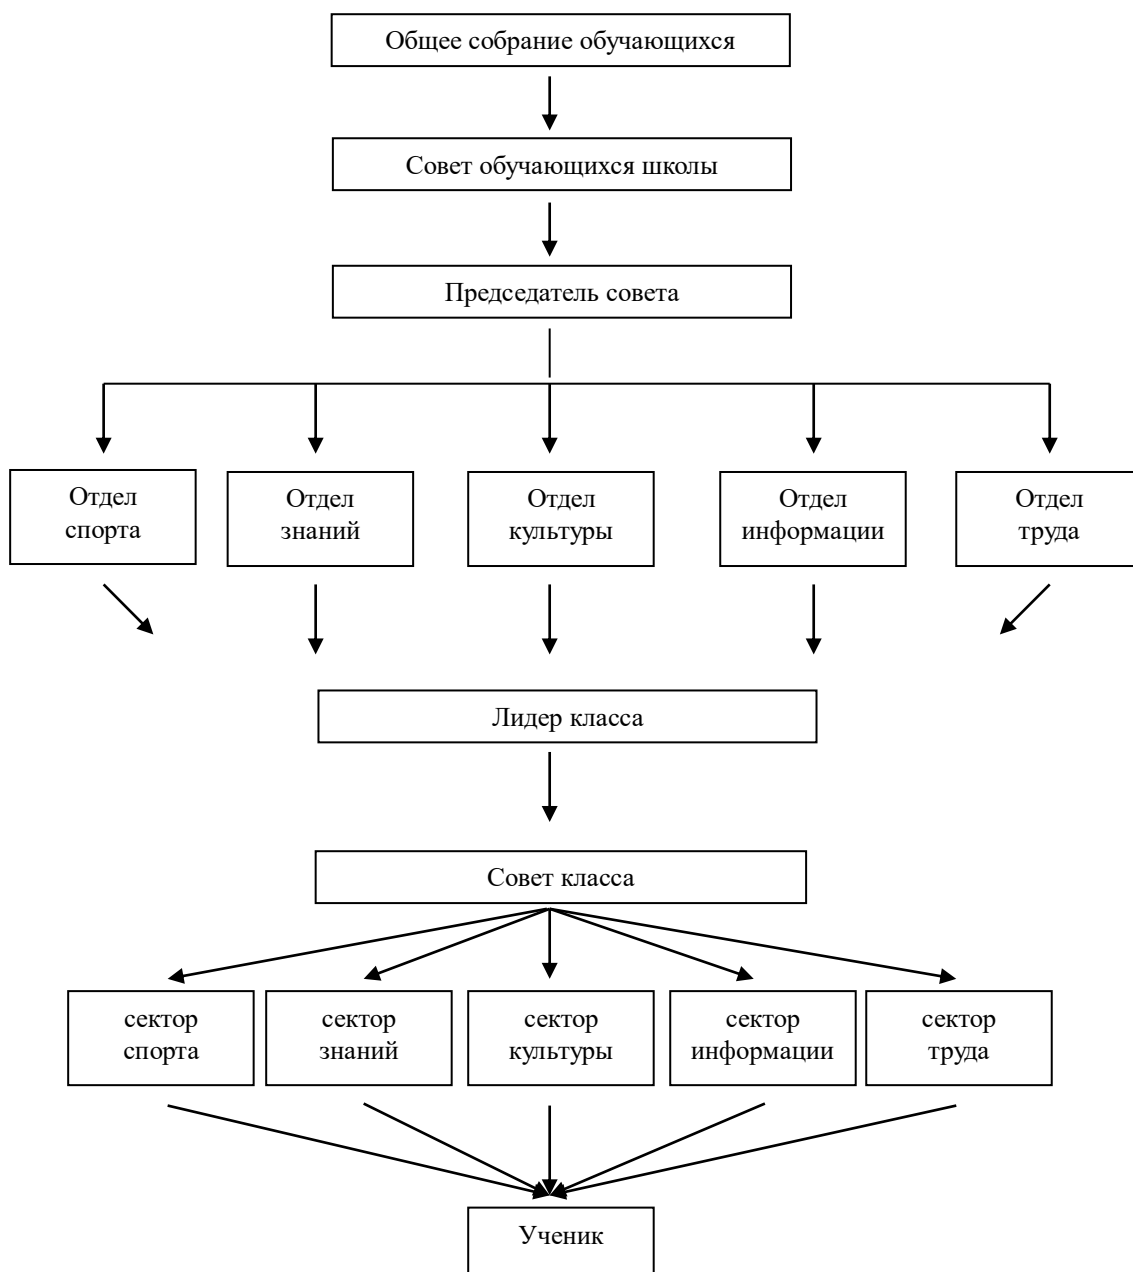 Общее собрание обучающихся
Совет обучающихся школы
Председатель совета
Отдел
спорта
Отдел
знаний
Отдел
культуры
Отдел
информации
Отдел
труда
Лидер класса
Совет класса
сектор
спорта
сектор
знаний
сектор
культуры
сектор
информации
сектор
труда
Ученик